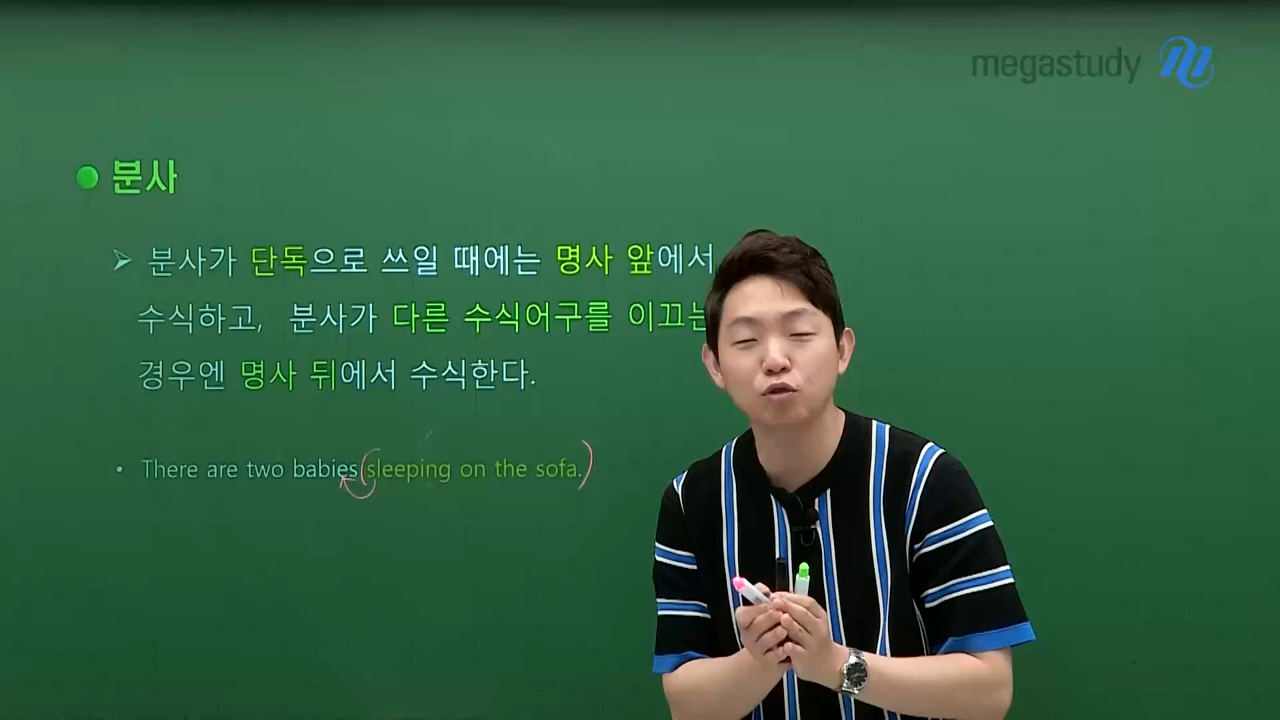 megastudy
분사
분사가 단독으로 쓰일 때에는 명사 앞에서
수식하고, 분사가 다른 수식어구를 이끄는
경우엔 명사 뒤에서 수식한다.
• There are two babies (sleeping on the sofa.)